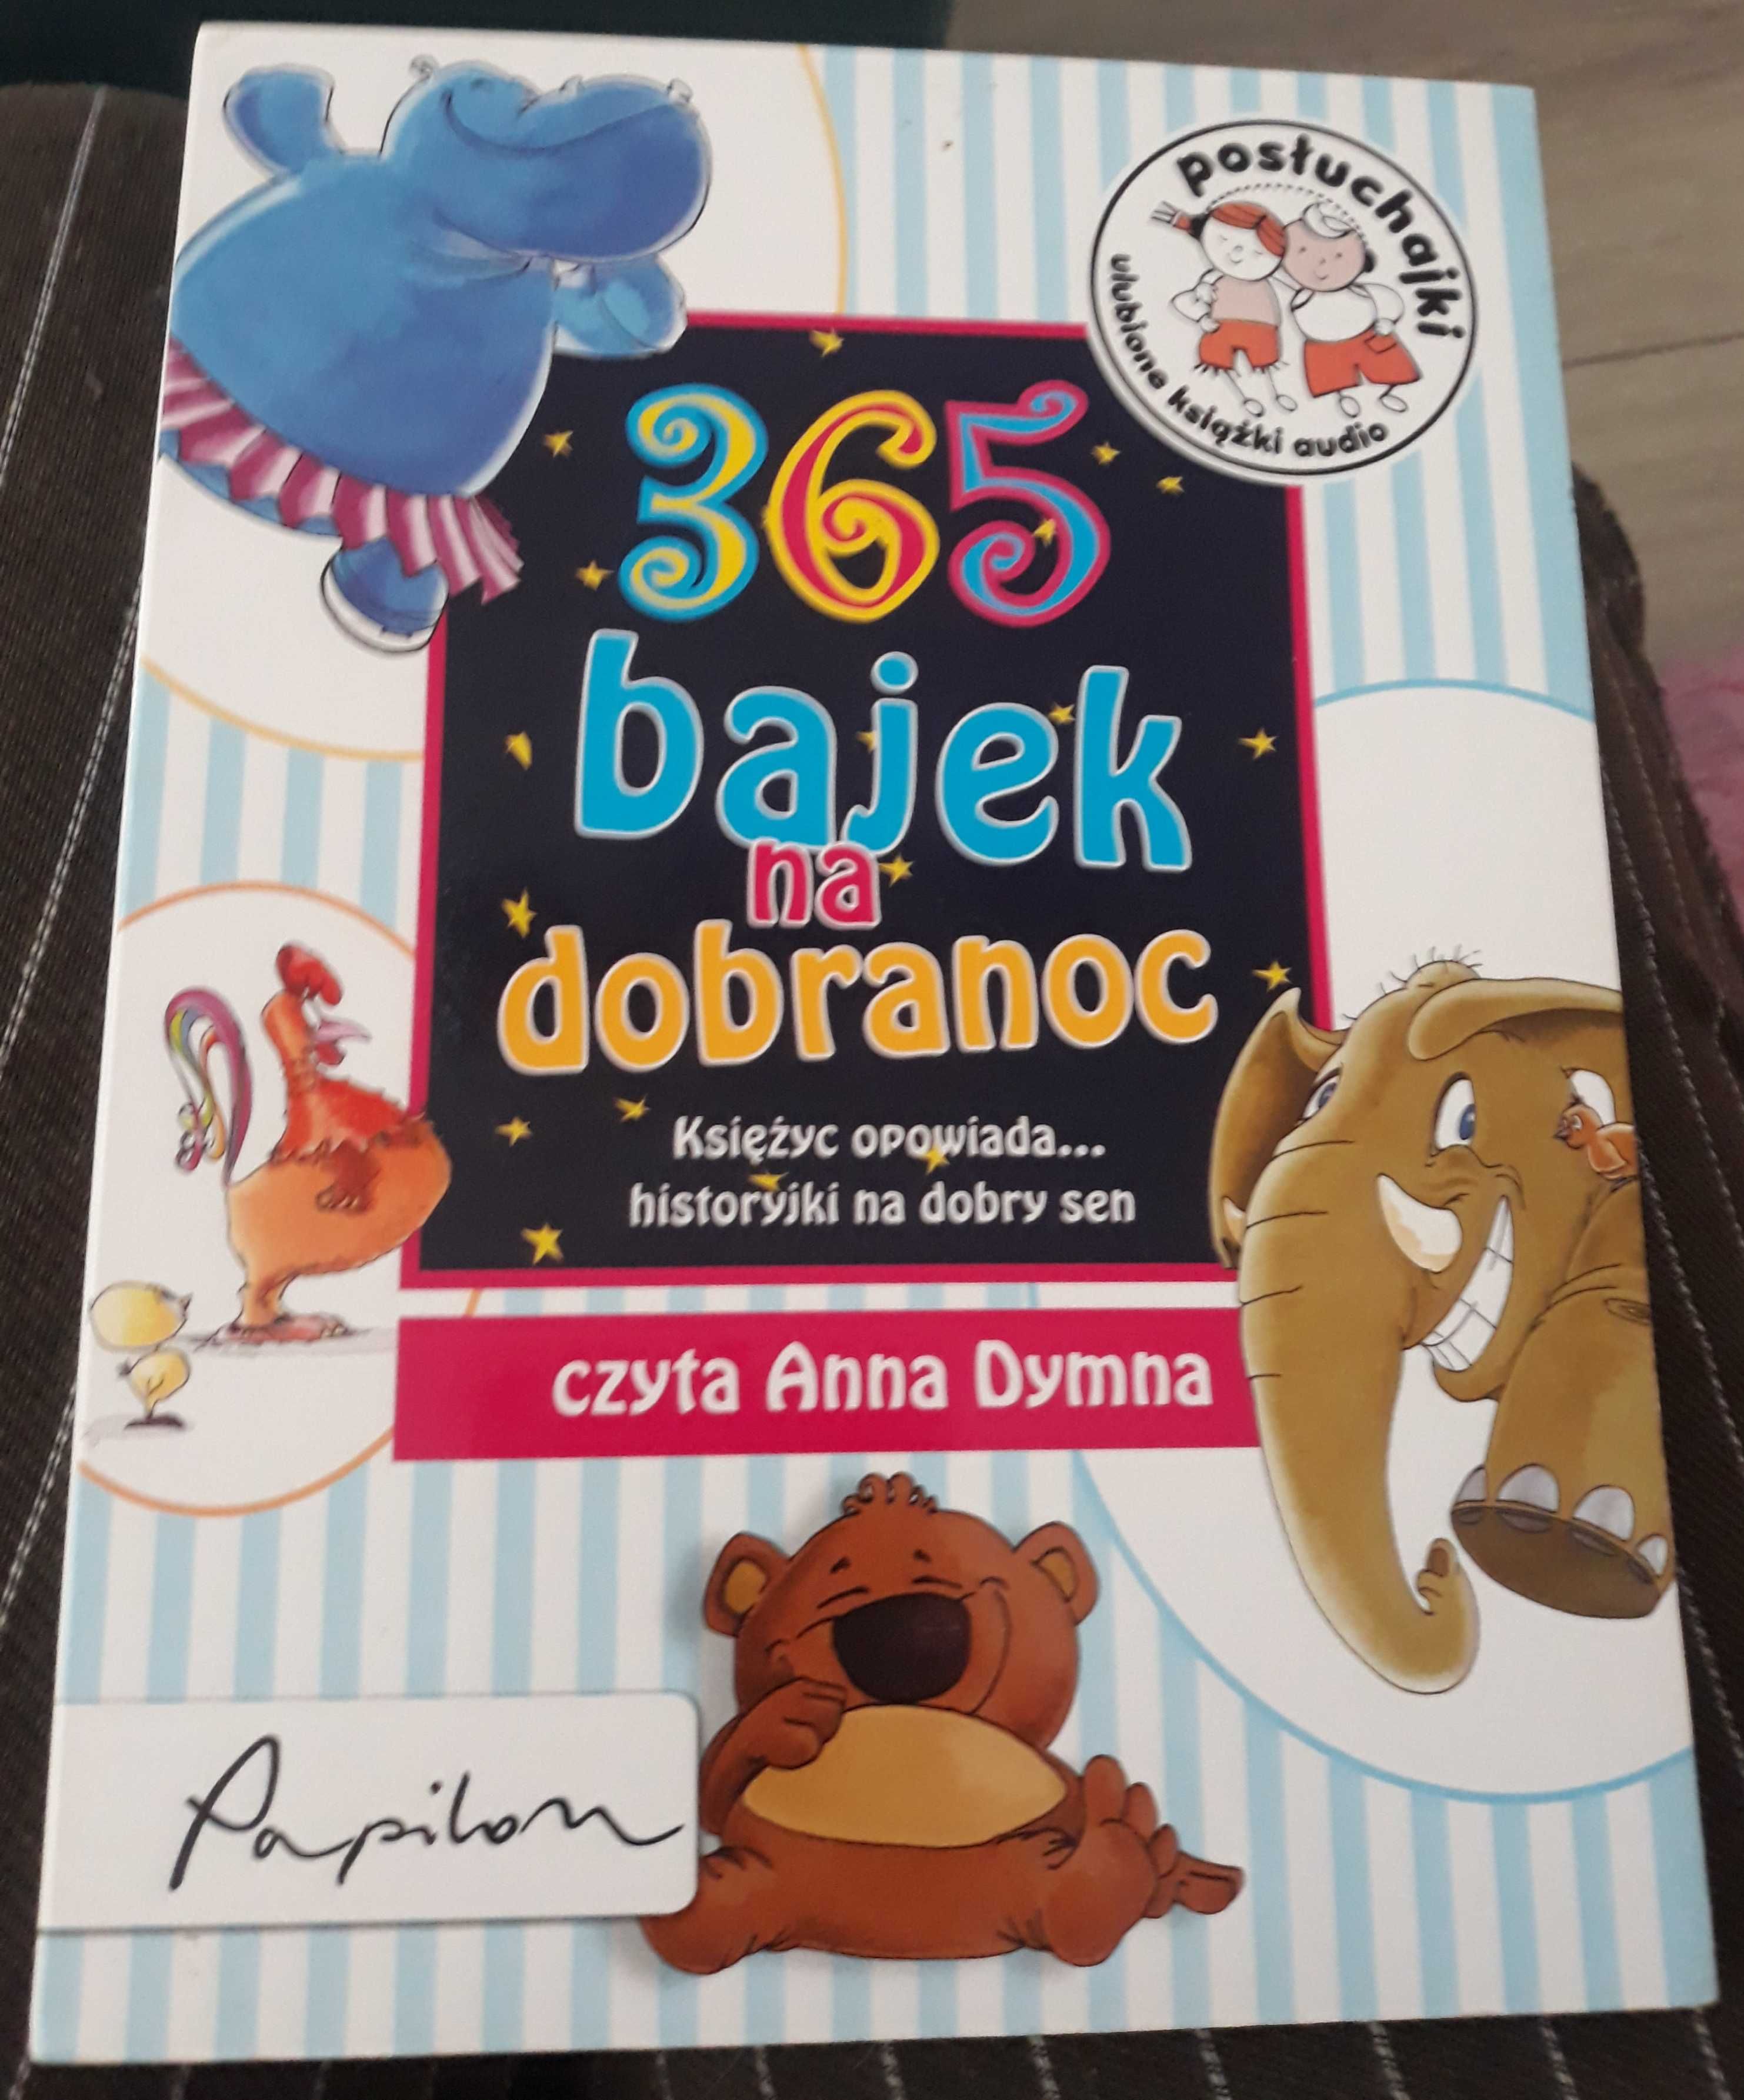 posłuchajki
ulubione książki audio
365
bajek
na
dobranoc
Księżyc opowiada...
historyjki na dobry sen
czyta Anna Dymna
Papilon